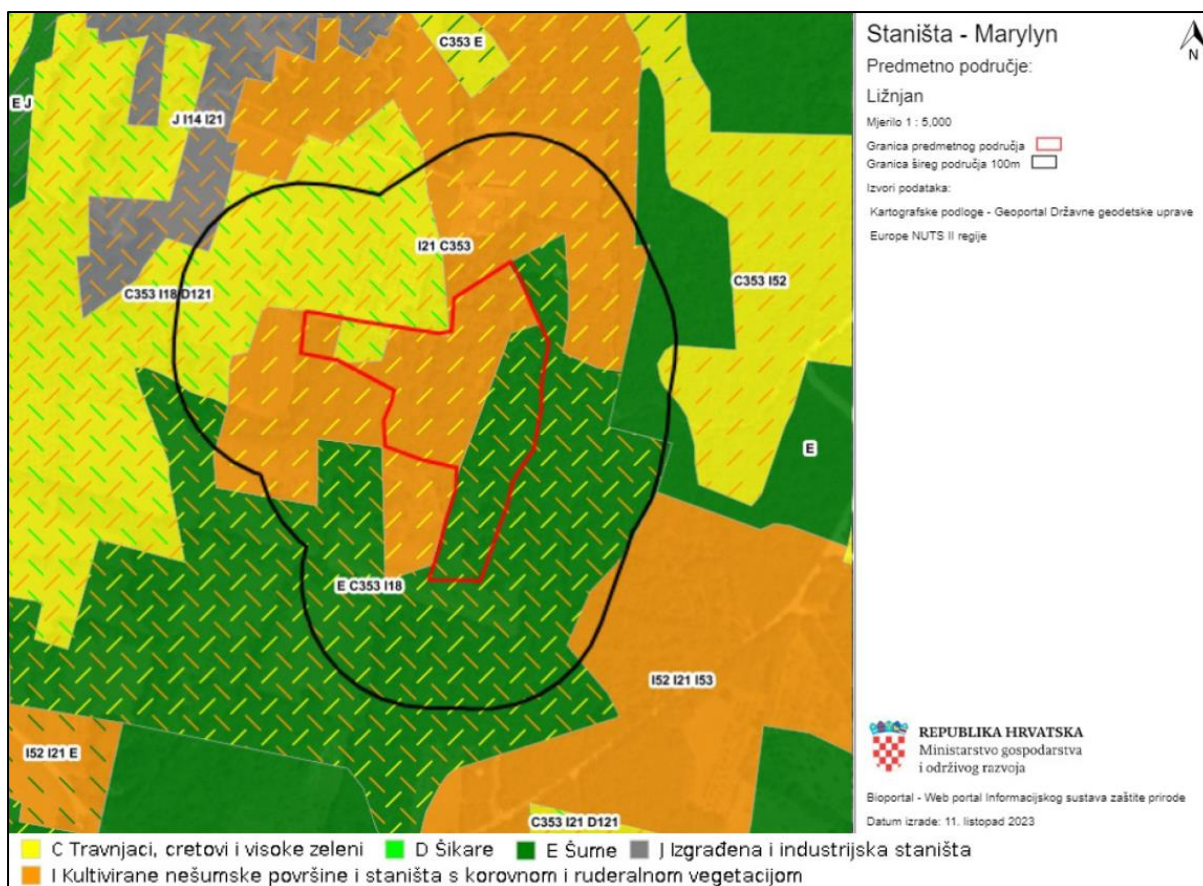 C353 E
E J
J I14 I21
I21 C353
C353 I18 D121
C353 I52
E
E C353 I18
I52 I21 I53
I52 I21 E
C353 I21 D121
Staništa - Marylyn
N
Predmetno područje:
Ližnjan
Mjerilo 1 : 5,000
Granica predmetnog područja
Granica šireg područja 100m
Izvori podataka:
Kartografske podloge - Geoportal Državne geodetske uprave
Europe NUTS II regije
REPUBLIKA HRVATSKA
Ministarstvo gospodarstva
i održivog razvoja
Bioportal - Web portal Informacijskog sustava zaštite prirode
Datum izrade: 11. listopad 2023
C Travnjaci, cretovi i visoke zeleni D Šikare E Šume J Izgrađena i industrijska staništa
I Kultivirane nešumske površine i staništa s korovnom i ruderalnom vegetacijom